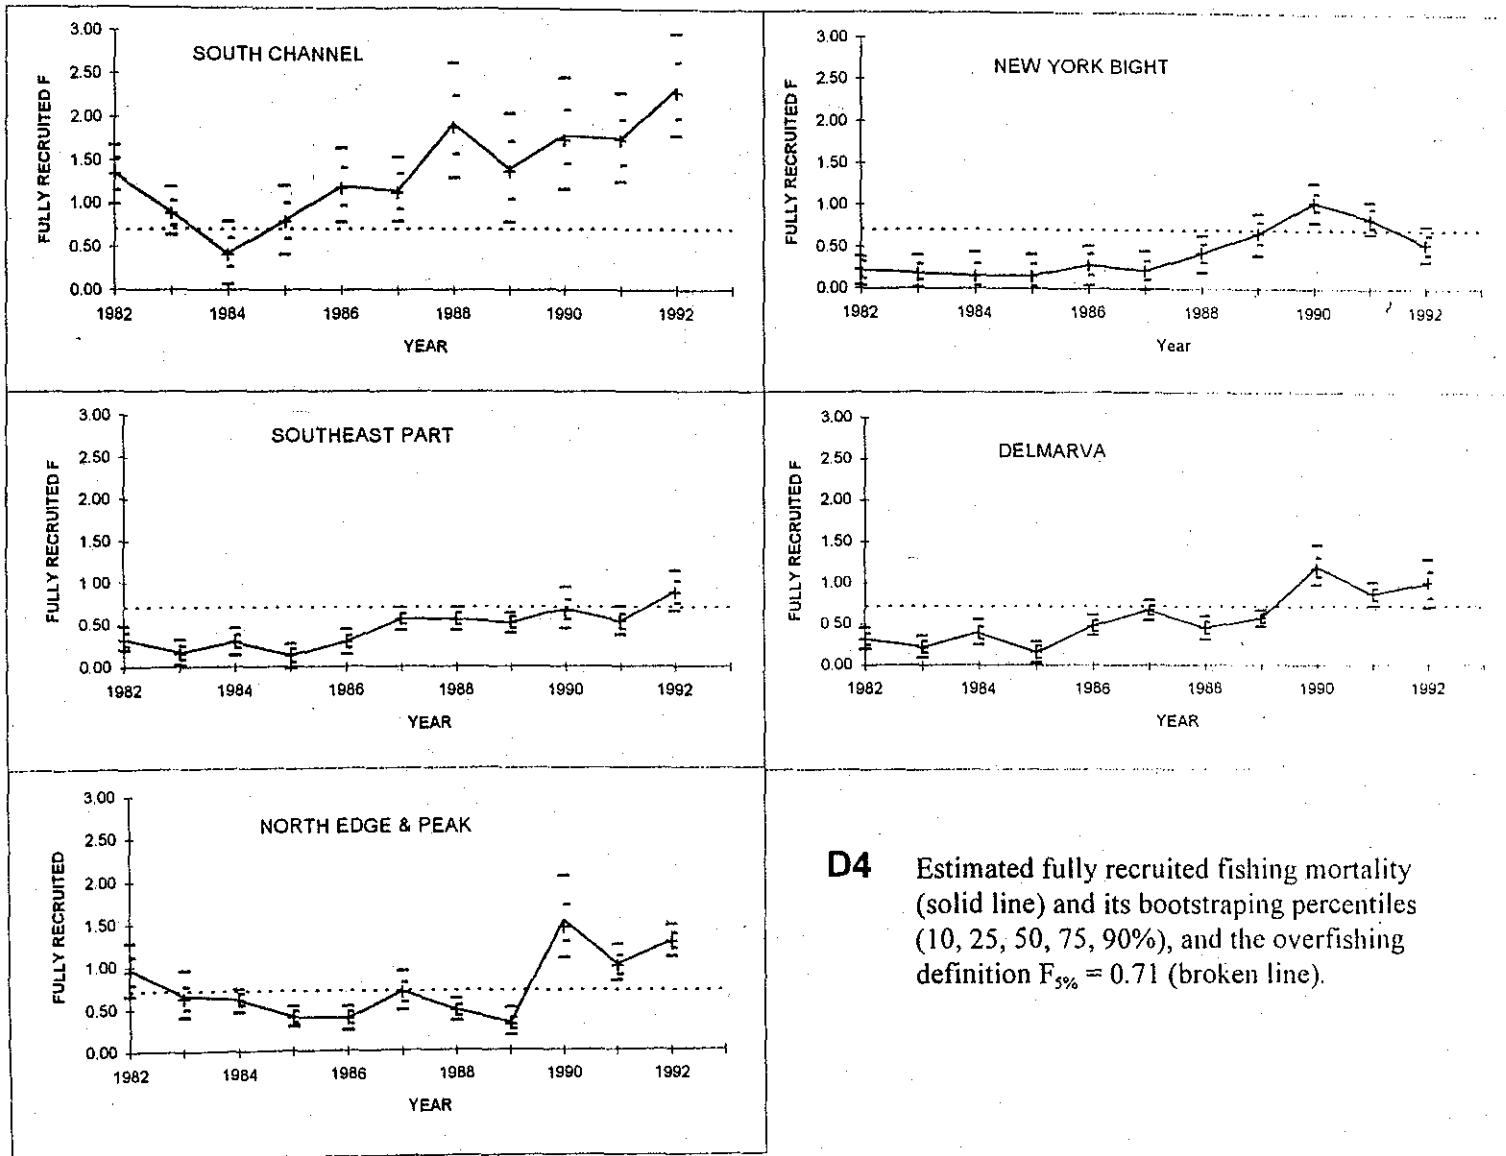 SOUTH CHANNEL
FULLY RECRUITED F
3.00
2.50
2.00
1.50
1.00
0.50
0.00
1982 1984 1986 1988 1990 1992
YEAR
NEW YORK BIGHT
FULLY RECRUITED F
3.00
2.50
2.00
1.50
1.00
0.50
0.00
1982 1984 1986 1988 1990 1992
Year
SOUTHEAST PART
FULLY RECRUITED F
3.00
2.50
2.00
1.50
1 00
0.50
0.00
1982 1984 1986 1988 1990 1992
YEAR
DELMARVA
FULLY RECRUITED F
3.00
2.50
2.00
1.50
1.00
0.50
0.00
1982 1984 1986 1988 1990 1992
YEAR
NORTH EDGE & PEAK
FULLY RECRUITED
3.00
2.50
2.00
1.50
1.00
0.50
0.00
1982 1984 1986 1988 1990 1992
YEAR
D4 Estimated fully recruited fishing mortality
(solid line) and its bootstraping percentiles
(10, 25, 50, 75, 90%), and the overfishing
definition F5% = 0.71 (broken line).